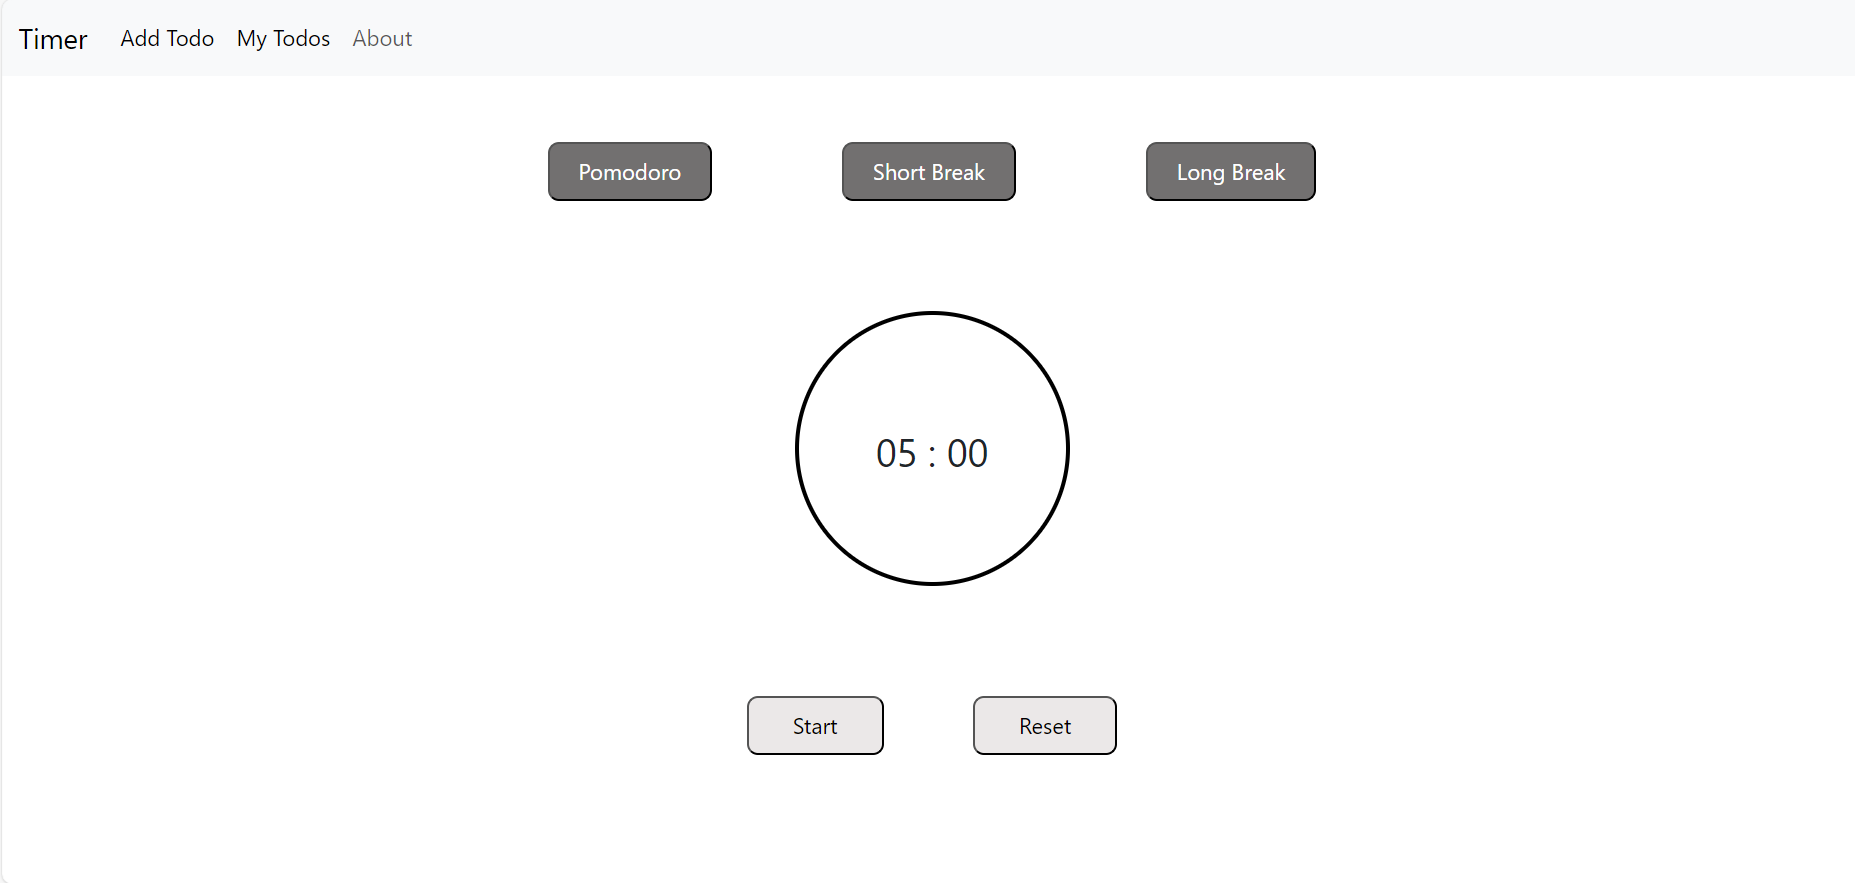 Timer Add Todo My Todos About
Pomodoro Short Break Long Break
05 : 00
Start Reset